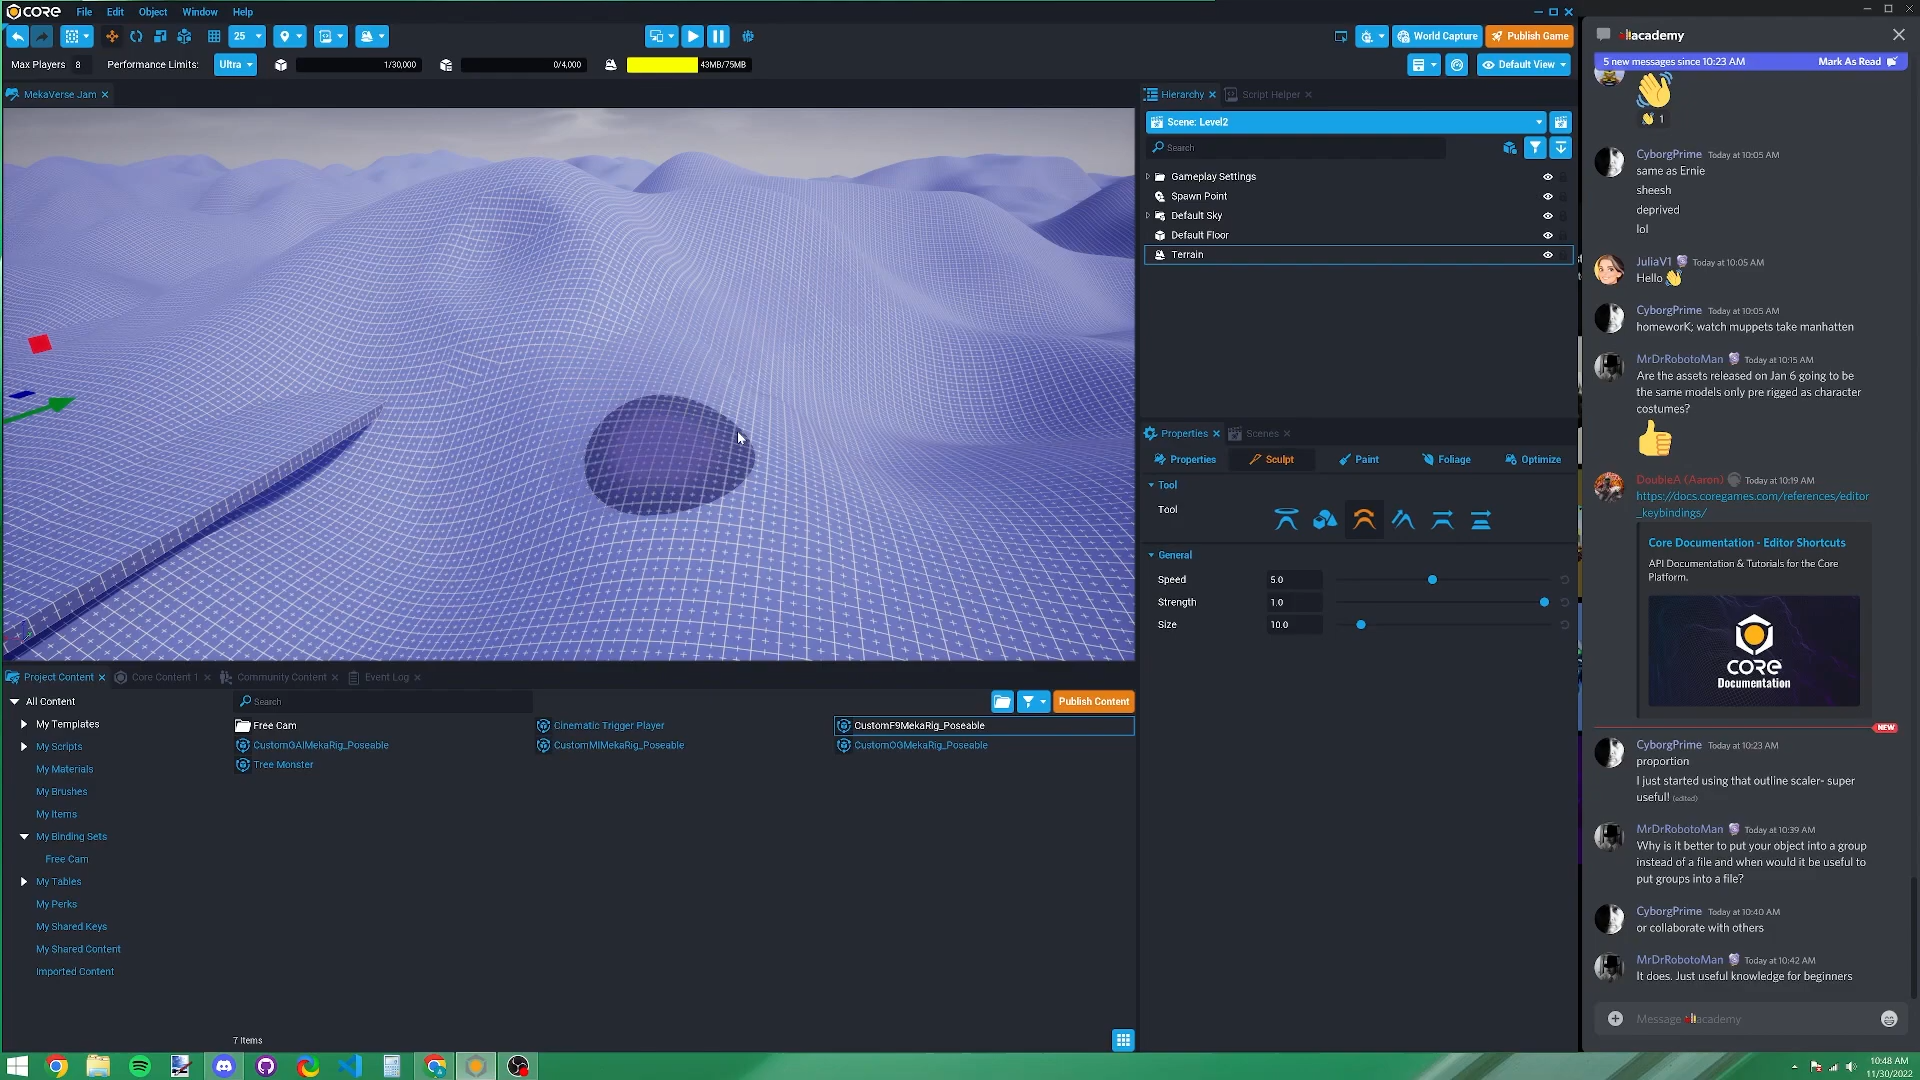 CORE File Edit Object Window Help
25
World Capture Publish Game
Max Players 8 Performance Limits: Ultra 1/30,000 0/4,000 43MB/75MB
Default View
MekaVerse Jam
Hierarchy Script Helper
Scene: Level2
Search
Gameplay Settings
Spawn Point
Default Sky
Default Floor
Terrain
Properties Scenes
Properties Sculpt Paint Foliage Optimize
Tool
Tool
General
Speed 5.0
Strength 1.0
Size 10.0
Project Content Core Content 1 Community Content Event Log
All Content
My Templates
My Scripts
My Materials
My Brushes
My Items
My Binding Sets
Free Cam
My Tables
My Perks
My Shared Keys
My Shared Content
Imported Content
Search
Publish Content
Free Cam Cinematic Trigger Player CustomF9MekaRig_Poseable
CustomGAIMekaRig_Poseable CustomMIMekaRig_Poseable CustomOGMekaRig_Poseable
Tree Monster
7 Items
academy
5 new messages since 10:23 AM Mark As Read
1
CyborgPrime Today at 10:05 AM
same as Ernie
sheesh
deprived
lol
JuliaV1 Today at 10:05 AM
Hello
CyborgPrime Today at 10:05 AM
homeworK; watch muppets take manhatten
MrDrRobotoMan Today at 10:15 AM
Are the assets released on Jan 6 going to be
the same models only pre rigged as character
costumes?
DoubleA (Aaron) Today at 10:19 AM
https://docs.coregames.com/references/editor
_keybindings/
Core Documentation - Editor Shortcuts
API Documentation & Tutorials for the Core
Platform.
CORE
Documentation
NEW
CyborgPrime Today at 10:23 AM
proportion
I just started using that outline scaler- super
useful! (edited)
MrDrRobotoMan Today at 10:39 AM
Why is it better to put your object into a group
instead of a file and when would it be useful to
put groups into a file?
CyborgPrime Today at 10:40 AM
or collaborate with others
MrDrRobotoMan Today at 10:42 AM
It does. Just useful knowledge for beginners
Message academy
10:48 AM
11/30/2022